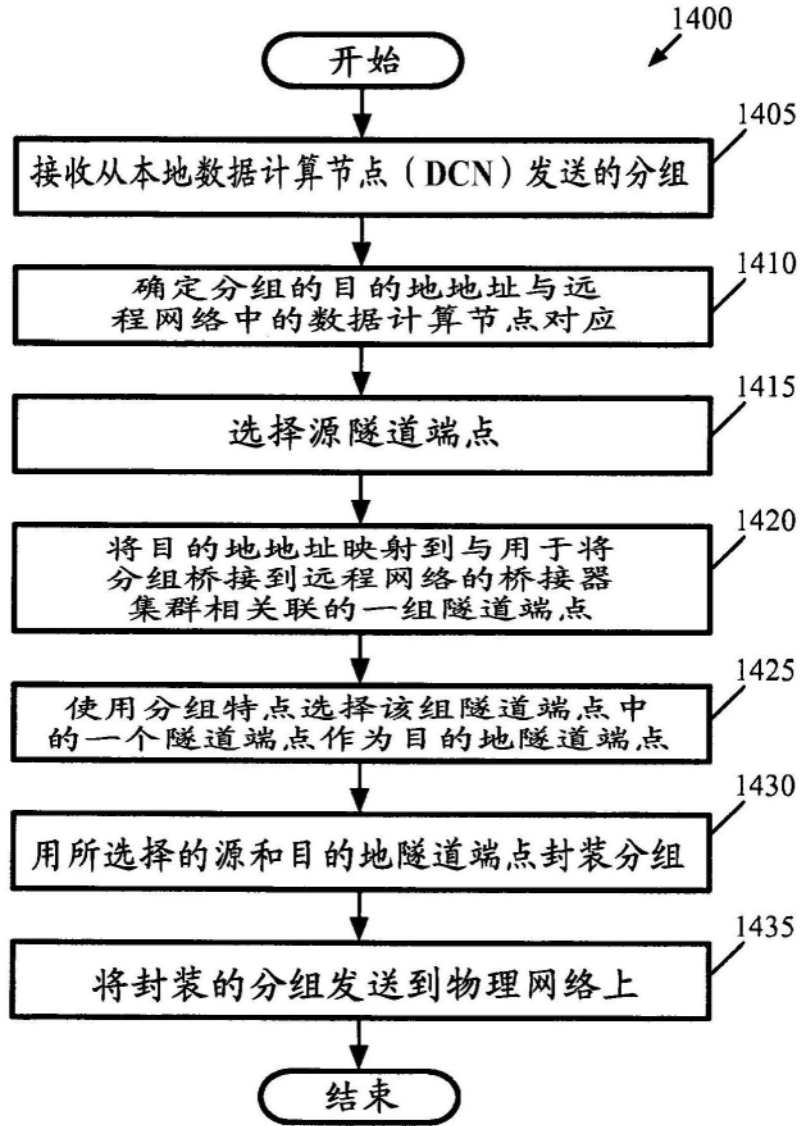 1400
开始
1405
接收从本地数据计算节点（DCN）发送的分组
1410
确定分组的目的地地址与远
程网络中的数据计算节点对应
1415
选择源隧道端点
1420
将目的地地址映射到与用于将
分组桥接到远程网络的桥接器
集群相关联的一组隧道端点
1425
使用分组特点选择该组隧道端点中
的一个隧道端点作为目的地隧道端点
1430
用所选择的源和目的地隧道端点封装分组
1435
将封装的分组发送到物理网络上
结束